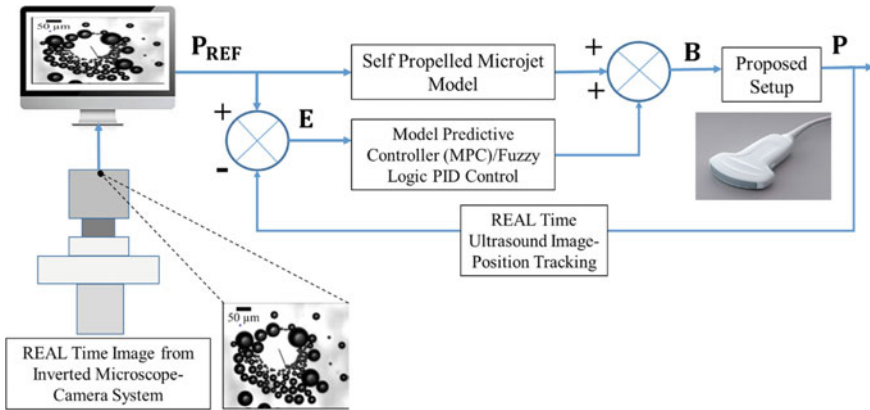 50 µm
P_REF
Self Propelled Microjet
Model
+
+
B
Proposed
Setup
P
+
-
E
Model Predictive
Controller (MPC)/Fuzzy
Logic PID Control
REAL Time
Ultrasound Image-
Position Tracking
50 µm
REAL Time Image from
Inverted Microscope-
Camera System